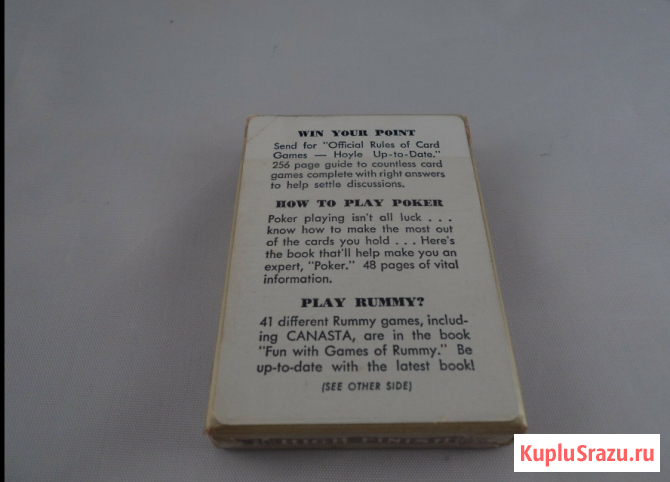 WIN YOUR POINT
Send for "Official Rules of Card
Games — Hoyle Up-to-Date."
256 page guide to countless card
games complete with right answers
to help settle discussions.
HOW TO PLAY POKER
Poker playing isn't all luck . . .
know how to make the most out
of the cards you hold . . . Here's
the book that'll help make you an
expert, "Poker." 48 pages of vital
information.
PLAY RUMMY?
41 different Rummy games, includ-
ing CANASTA, are in the book
"Fun with Games of Rummy." Be
up-to-date with the latest book!
(SEE OTHER SIDE)
HIGH FINISH
KupluSrazu.ru